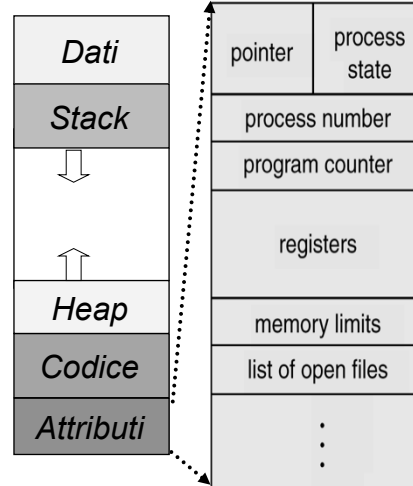 Dati
Stack
Heap
Codice
Attributi
pointer
process
state
process number
program counter
registers
memory limits
list of open files